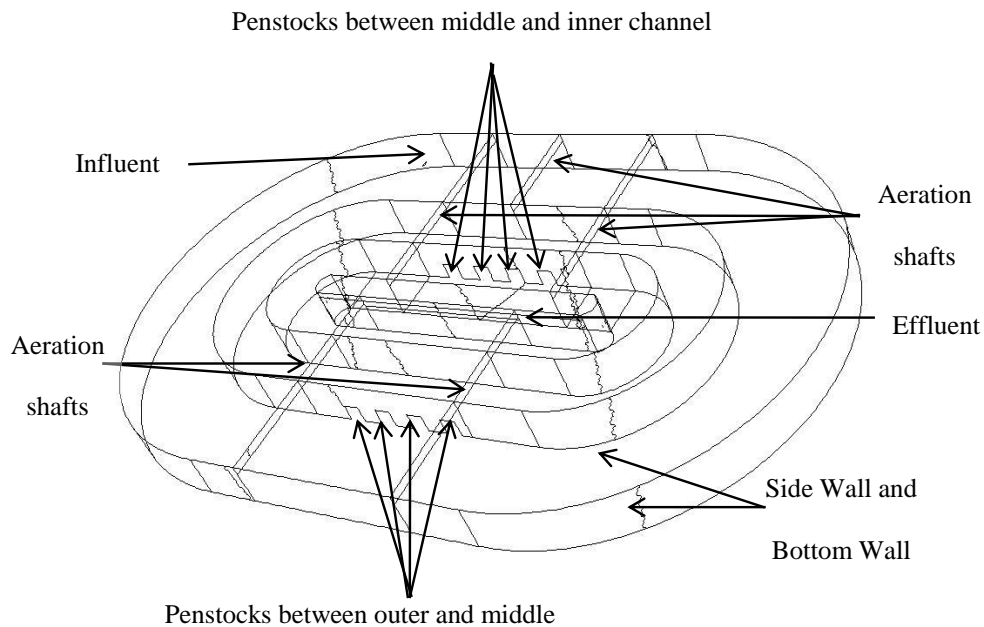 Penstocks between middle and inner channel
Influent
Aeration
shafts
Effluent
Aeration
shafts
Side Wall and
Bottom Wall
Penstocks between outer and middle